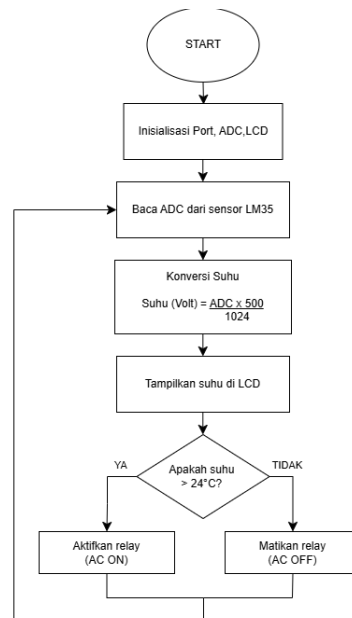 START
Inisialisasi Port, ADC,LCD
Baca ADC dari sensor LM35
Konversi Suhu
Suhu (Volt) = ADC x 500
1024
Tampilkan suhu di LCD
Apakah suhu
> 24°C?
YA
TIDAK
Aktifkan relay
(AC ON)
Matikan relay
(AC OFF)